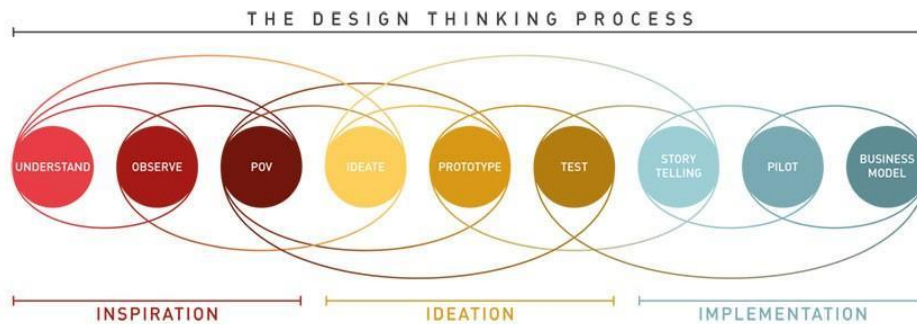 THE DESIGN THINKING PROCESS
UNDERSTAND
OBSERVE
POV
IDEATE
PROTOTYPE
TEST
STORY
TELLING
PILOT
BUSINESS
MODEL
INSPIRATION
IDEATION
IMPLEMENTATION